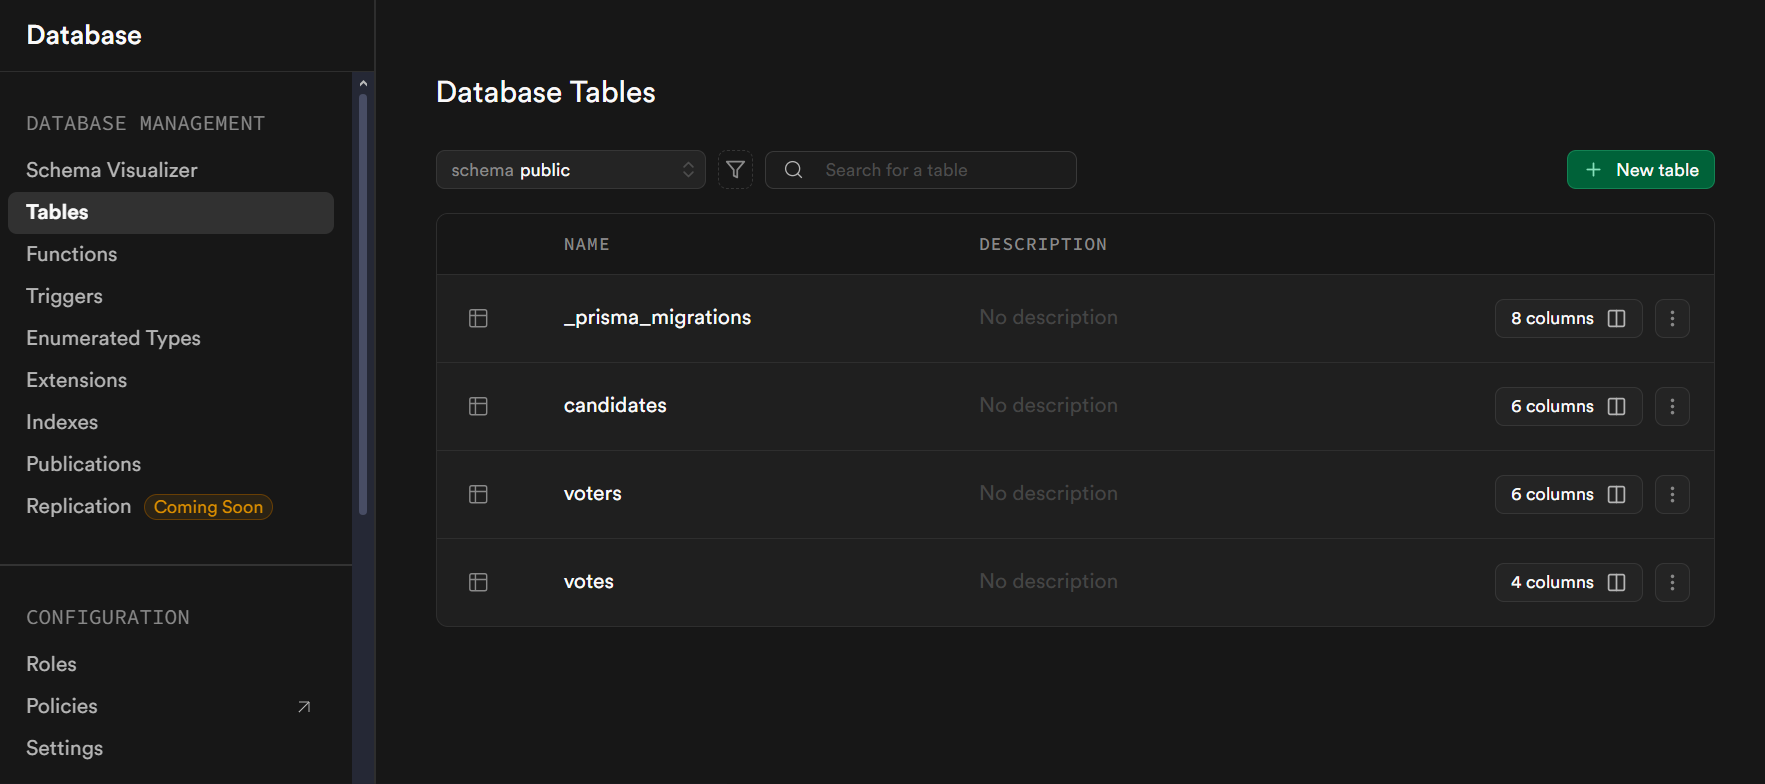 Database
DATABASE MANAGEMENT
Schema Visualizer
Tables
Functions
Triggers
Enumerated Types
Extensions
Indexes
Publications
Replication Coming Soon
CONFIGURATION
Roles
Policies
Settings
Database Tables
schema public
Search for a table
New table
NAME DESCRIPTION
_prisma_migrations No description 8 columns
candidates No description 6 columns
voters No description 6 columns
votes No description 4 columns